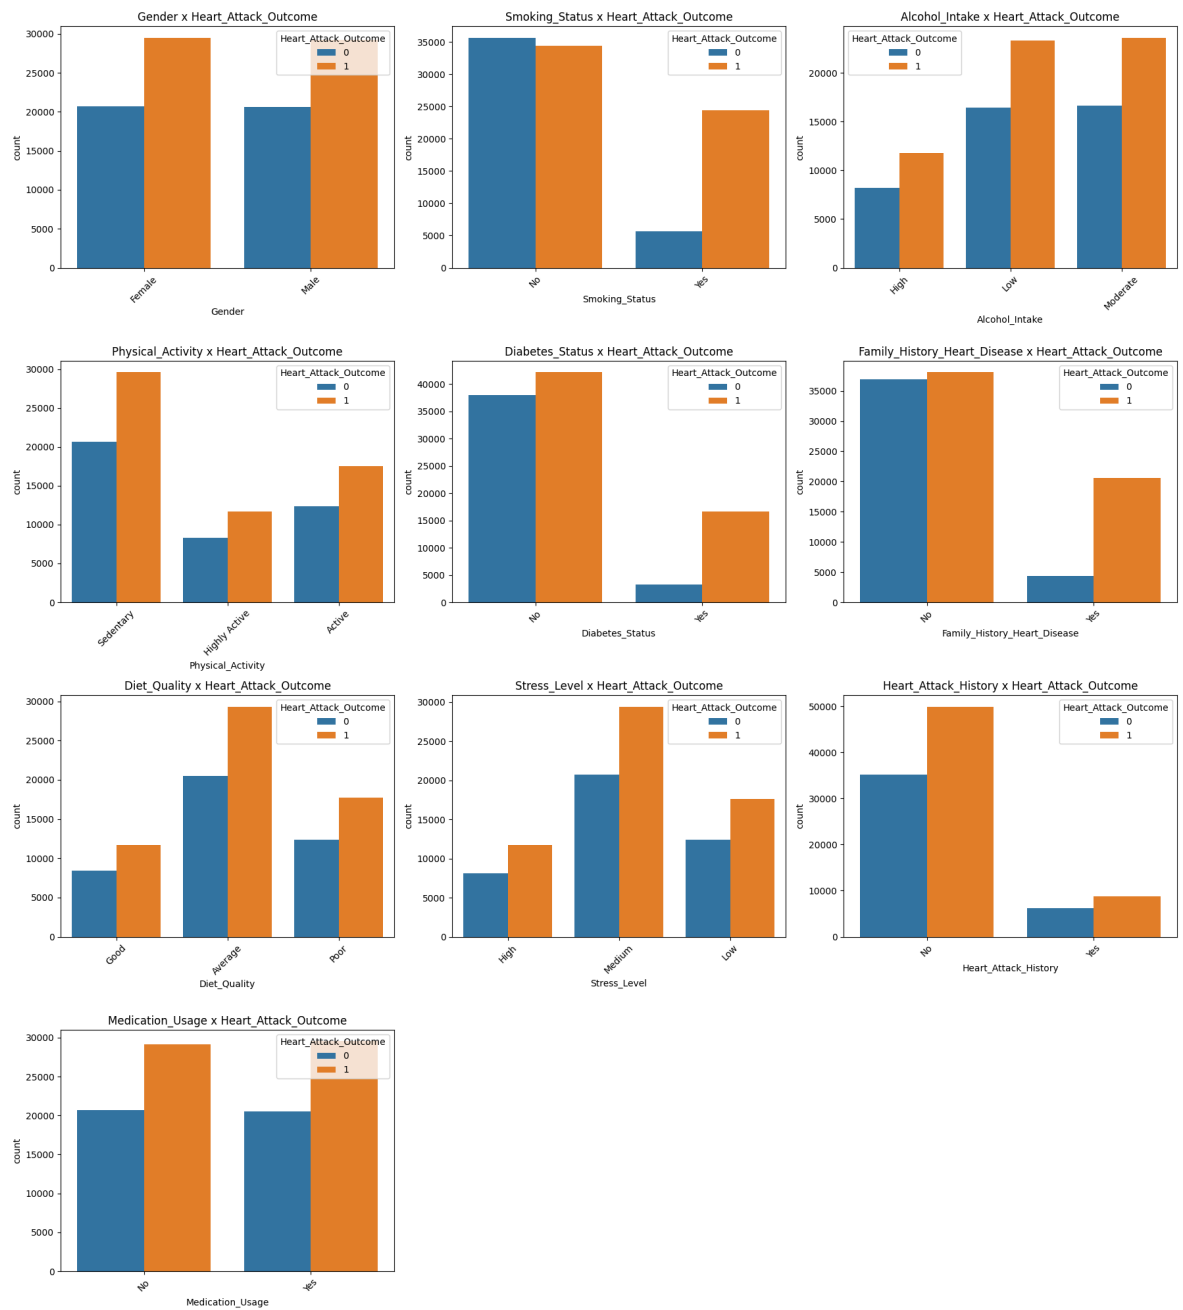 Gender x Heart_Attack_Outcome
30000
25000
20000
15000
10000
5000
0
count
Heart_Attack_Outcome
0
1
Female
Male
Gender
Smoking_Status x Heart_Attack_Outcome
35000
30000
25000
20000
15000
10000
5000
0
count
Heart_Attack_Outcome
0
1
No
Yes
Smoking_Status
Alcohol_Intake x Heart_Attack_Outcome
20000
15000
10000
5000
0
count
Heart_Attack_Outcome
0
1
High
Low
Moderate
Alcohol_Intake
Physical_Activity x Heart_Attack_Outcome
30000
25000
20000
15000
10000
5000
0
count
Heart_Attack_Outcome
0
1
Sedentary
Highly Active
Active
Physical_Activity
Diabetes_Status x Heart_Attack_Outcome
40000
35000
30000
25000
20000
15000
10000
5000
0
count
Heart_Attack_Outcome
0
1
No
Yes
Diabetes_Status
Family_History_Heart_Disease x Heart_Attack_Outcome
35000
30000
25000
20000
15000
10000
5000
0
count
Heart_Attack_Outcome
0
1
No
Yes
Family_History_Heart_Disease
Diet_Quality x Heart_Attack_Outcome
30000
25000
20000
15000
10000
5000
0
count
Heart_Attack_Outcome
0
1
Good
Average
Poor
Diet_Quality
Stress_Level x Heart_Attack_Outcome
30000
25000
20000
15000
10000
5000
0
count
Heart_Attack_Outcome
0
1
High
Medium
Low
Stress_Level
Heart_Attack_History x Heart_Attack_Outcome
50000
40000
30000
20000
10000
0
count
Heart_Attack_Outcome
0
1
No
Yes
Heart_Attack_History
Medication_Usage x Heart_Attack_Outcome
30000
25000
20000
15000
10000
5000
0
count
Heart_Attack_Outcome
0
1
No
Yes
Medication_Usage